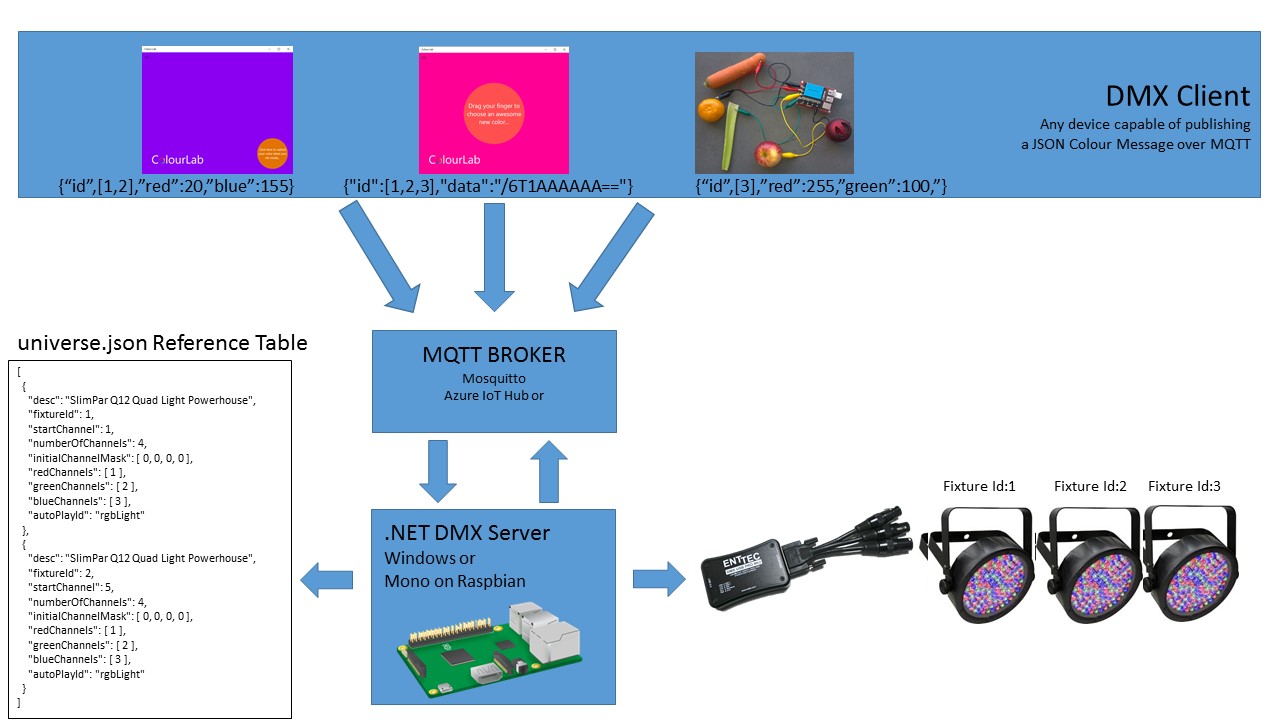 DMX Client
Any device capable of publishing
a JSON Colour Message over MQTT
Drag your finger to
choose an awesome
new color...
C lourLab
C lourLab
{“id”,[1,2],”red”:20,”blue”:155}
{"id":[1,2,3],"data":"/6T1AAAAAA=="}
{“id”,[3],”red”:255,”green”:100,”}
universe.json Reference Table
[
{
"desc": "SlimPar Q12 Quad Light Powerhouse",
"fixtureId": 1,
"startChannel": 1,
"numberOfChannels": 4,
"initialChannelMask": [ 0, 0, 0, 0 ],
"redChannels": [ 1 ],
"greenChannels": [ 2 ],
"blueChannels": [ 3 ],
"autoPlayId": "rgbLight"
},
{
"desc": "SlimPar Q12 Quad Light Powerhouse",
"fixtureId": 2,
"startChannel": 5,
"numberOfChannels": 4,
"initialChannelMask": [ 0, 0, 0, 0 ],
"redChannels": [ 1 ],
"greenChannels": [ 2 ],
"blueChannels": [ 3 ],
"autoPlayId": "rgbLight"
}
]
MQTT BROKER
Mosquitto
Azure IoT Hub or
.NET DMX Server
Windows or
Mono on Raspbian
ENTTEC
Fixture Id:1
Fixture Id:2
Fixture Id:3